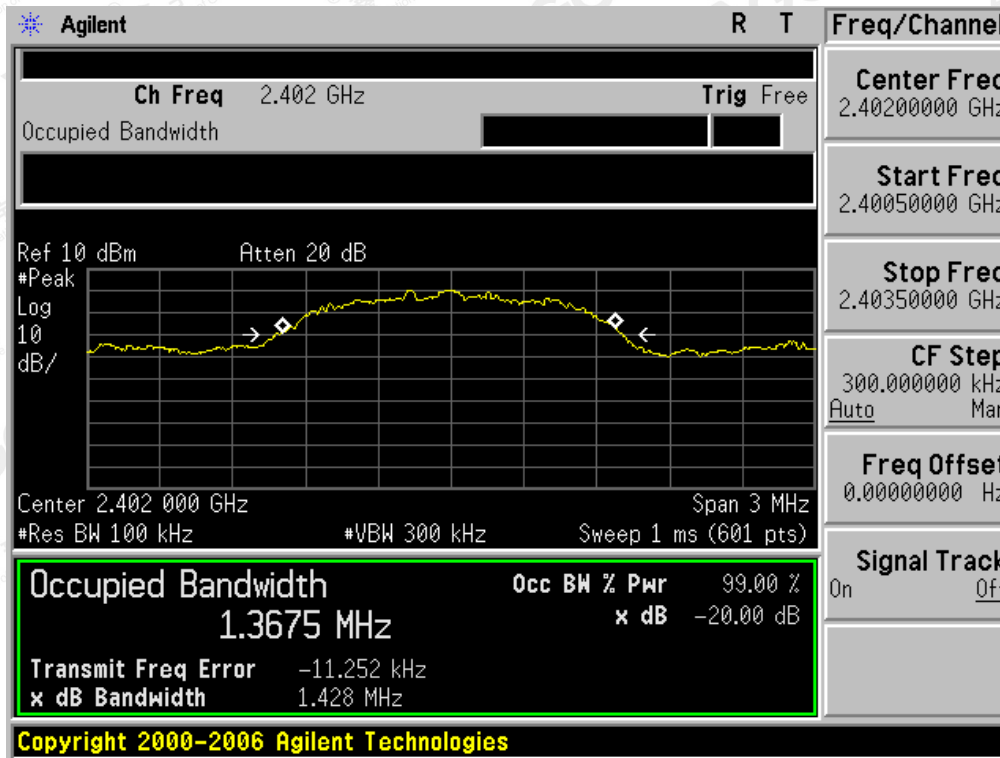 Agilent R T Freq/Channel
Ch Freq 2.402 GHz Trig Free
Occupied Bandwidth
Center Freq
2.40200000 GHz
Start Freq
2.40050000 GHz
Stop Freq
2.40350000 GHz
CF Step
300.000000 kHz
Auto Man
Freq Offset
0.00000000 Hz
Signal Track
On Off
Ref 10 dBm Atten 20 dB
#Peak
Log
10
dB/
Center 2.402 000 GHz Span 3 MHz
#Res BW 100 kHz #VBW 300 kHz Sweep 1 ms (601 pts)
Occupied Bandwidth Occ BW % Pwr 99.00 %
1.3675 MHz x dB -20.00 dB
Transmit Freq Error -11.252 kHz
x dB Bandwidth 1.428 MHz
Copyright 2000-2006 Agilent Technologies